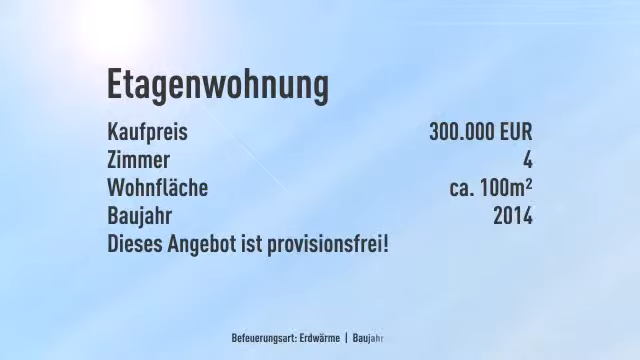 Etagenwohnung
Kaufpreis 300.000 EUR
Zimmer 4
Wohnfläche ca. 100m²
Baujahr 2014
Dieses Angebot ist provisionsfrei!
Befeuerungsart: Erdwärme | Baujahr